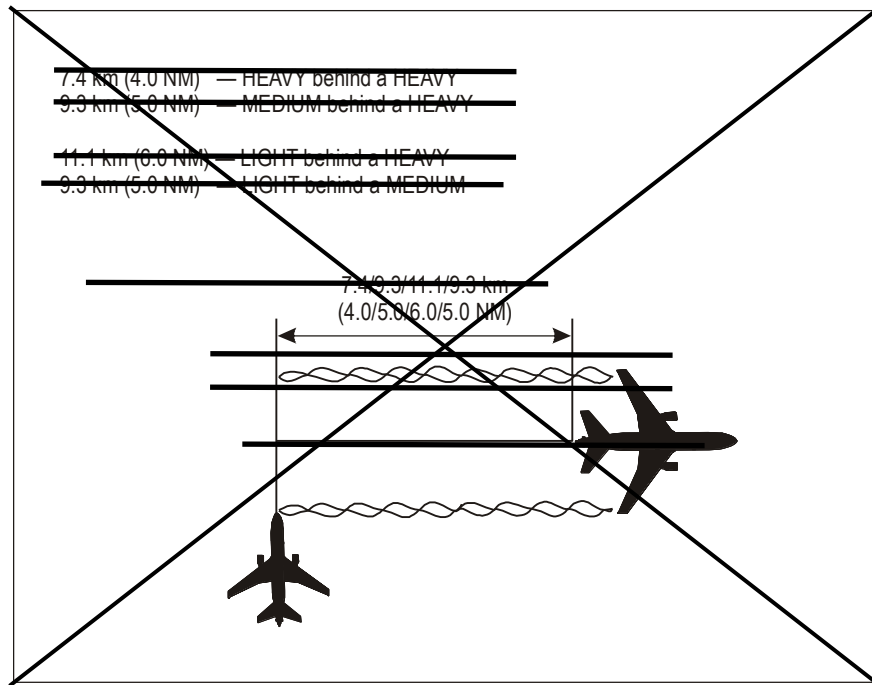 7.4 km (4.0 NM) — HEAVY behind a HEAVY
9.3 km (5.0 NM) — MEDIUM behind a HEAVY
11.1 km (6.0 NM) — LIGHT behind a HEAVY
9.3 km (5.0 NM) — LIGHT behind a MEDIUM
7.4/9.3/11.1/9.3 km
(4.0/5.0/6.0/5.0 NM)